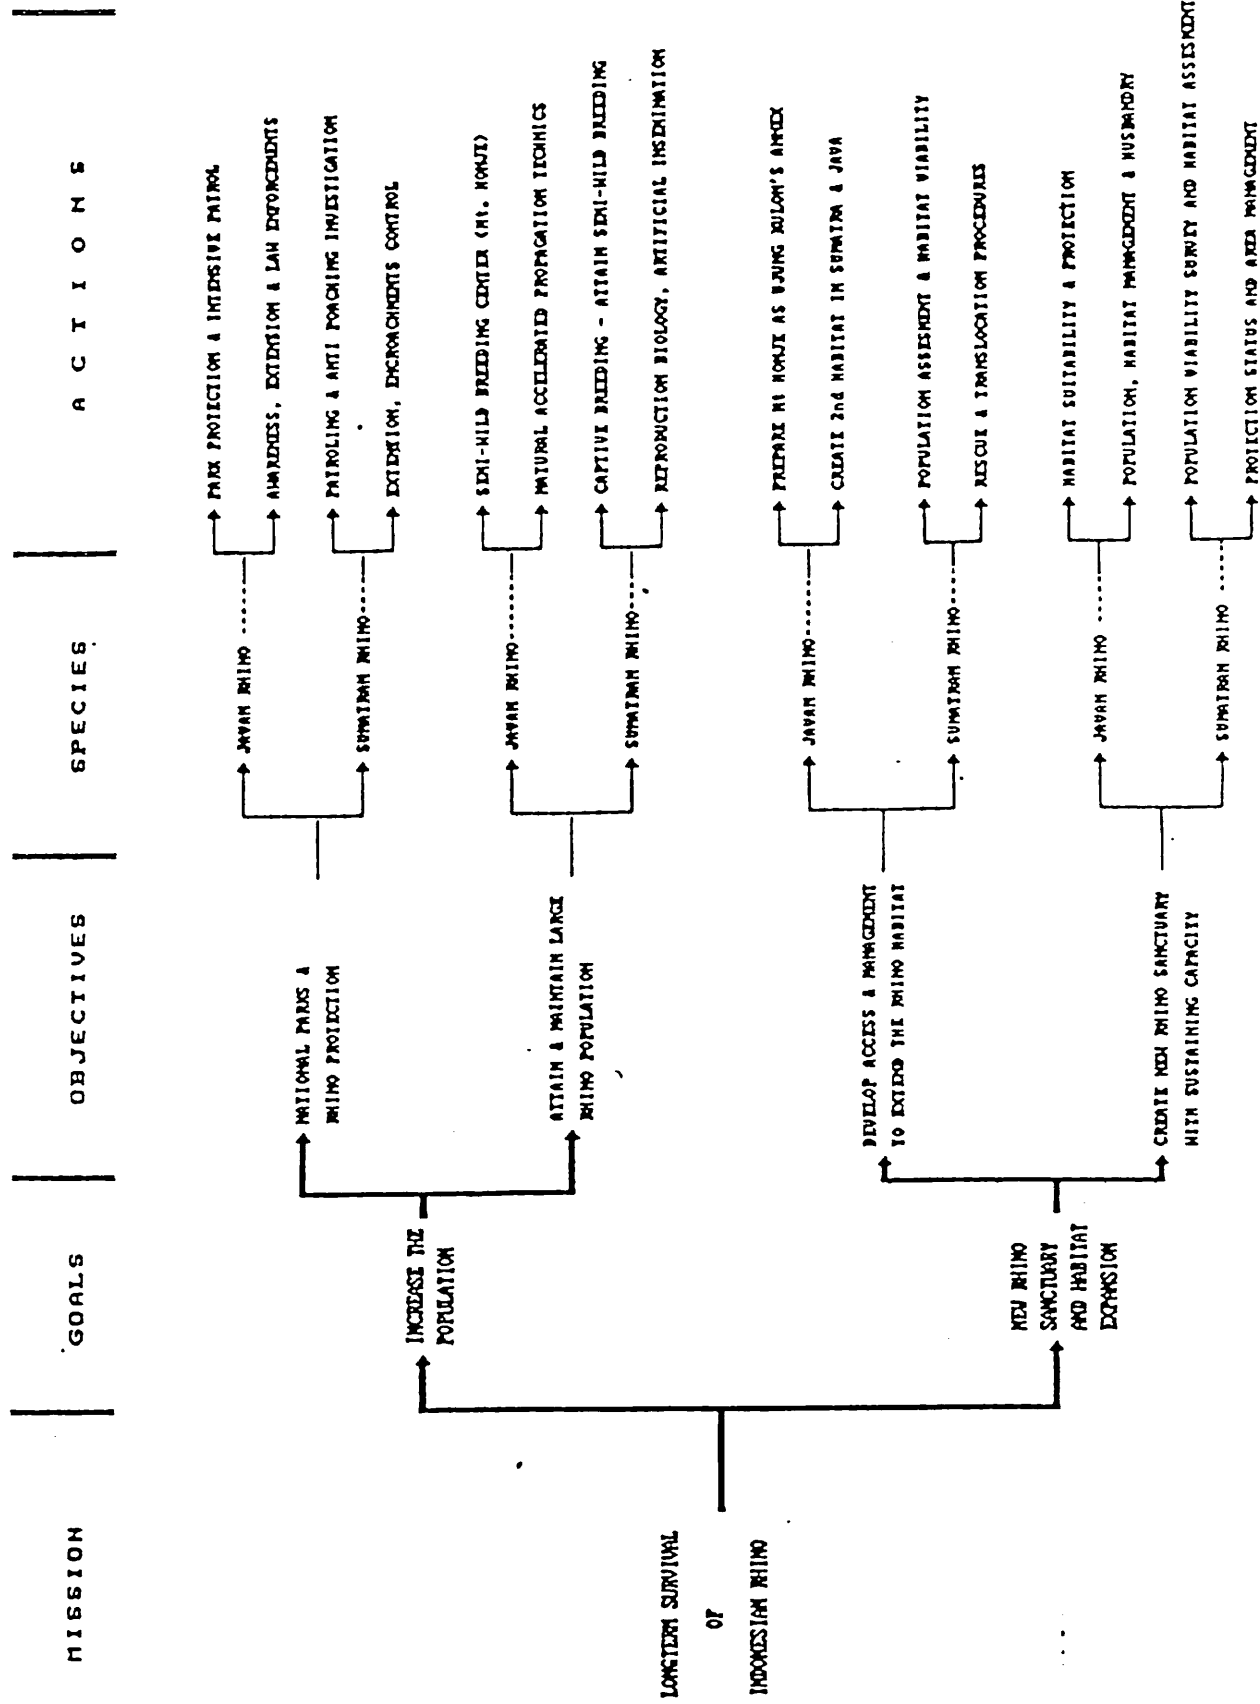 MISSION
GOALS
OBJECTIVES
SPECIES
ACTIONS
LONGTERM SURVIVAL
OF
INDONESIAN RHINO
INCREASE THE
POPULATION
NATIONAL PARKS &
RHINO PROTECTION
JAVAN RHINO
PARK PROTECTION & INTENSIVE PATROL
AWARENESS, EXTENSION & LAW ENFORCEMENTS
SUMATRAN RHINO
PATROLING & ANTI POACHING INVESTIGATION
EXTENTION, ENCROACHMENTS CONTROL
ATTAIN & MAINTAIN LARGE
RHINO POPULATION
JAVAN RHINO
SEMI-WILD BREEDING CENTER (Mt. HONJE)
NATURAL ACCELERATED PROPAGATION TECHNICS
SUMATRAN RHINO
CAPTIVE BREEDING - ATTAIN SEMI-WILD BREEDING
REPRODUCTION BIOLOGY, ARTIFICIAL INSEMINATION
NEW RHINO
SANCTUARY
AND HABITAT
EXPANSION
DEVELOP ACCESS & MANAGEMENT
TO EXTEND THE RHINO HABITAT
JAVAN RHINO
PREPARE Mt HONJE AS UJUNG KULON'S ANNEX
CREATE 2nd HABITAT IN SUMATRA & JAVA
SUMATRAN RHINO
POPULATION ASSESMENT & HABITAT VIABILITY
RESCUE & TRANSLOCATION PROCEDURES
CREATE NEW RHINO SANCTUARY
WITH SUSTAINING CAPACITY
JAVAN RHINO
HABITAT SUITABILITY & PROTECTION
POPULATION, HABITAT MANAGEMENT & HUSBANDRY
SUMATRAN RHINO
POPULATION VIABILITY SURVEY AND HABITAT ASSESMENT
PROTECTION STATUS AND AREA MANAGEMENT